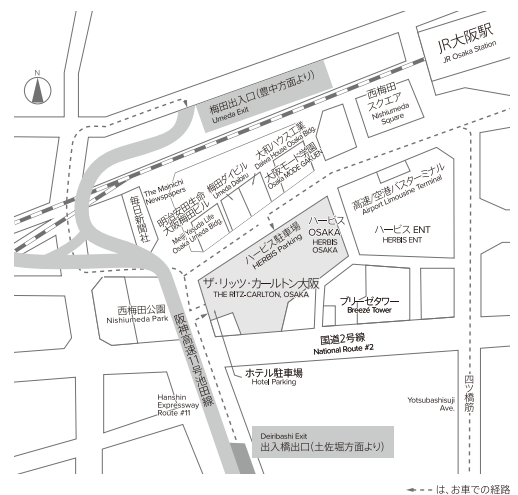 JR大阪駅
JR Osaka Station
N
梅田出入口(豊中方面より)
Umeda Exit
西梅田
スクエア
Nishiumeda
Square
大和ハウス工業
Daiwa House Osaka Bldg.
大阪モード学園
Osaka MODE GAKUEN
梅田ダイビル
Umeda Daibiru
明治安田生命
大阪梅田ビル
Meiji Yasuda Life
Osaka Umeda Bldg.
The Mainichi
Newspapers
毎日新聞社
高速/空港バスターミナル
Airport Limousine Terminal
ハービス ENT
HERBIS ENT
ハービス
OSAKA
HERBIS
OSAKA
ハービス駐車場
HERBIS Parking
ザ・リッツ・カールトン大阪
THE RITZ-CARLTON, OSAKA
ブリーゼタワー
Breezé Tower
西梅田公園
Nishiumeda Park
国道2号線
National Route #2
阪神高速11号池田線
ホテル駐車場
Hotel Parking
Hanshin
Expressway
Route #11
四ツ橋筋
Yotsubashisuji
Ave.
Deiribashi Exit
出入橋出口(土佐堀方面より)
は、お車での経路